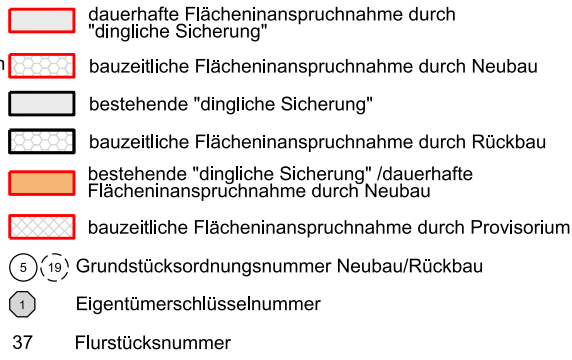 dauerhafte Flächeninanspruchnahme durch
"dingliche Sicherung"
n
bauzeitliche Flächeninanspruchnahme durch Neubau
bestehende "dingliche Sicherung"
bauzeitliche Flächeninanspruchnahme durch Rückbau
bestehende "dingliche Sicherung" /dauerhafte
Flächeninanspruchnahme durch Neubau
bauzeitliche Flächeninanspruchnahme durch Provisorium
5 19 Grundstücksordnungsnummer Neubau/Rückbau
1 Eigentümerschlüsselnummer
37 Flurstücksnummer